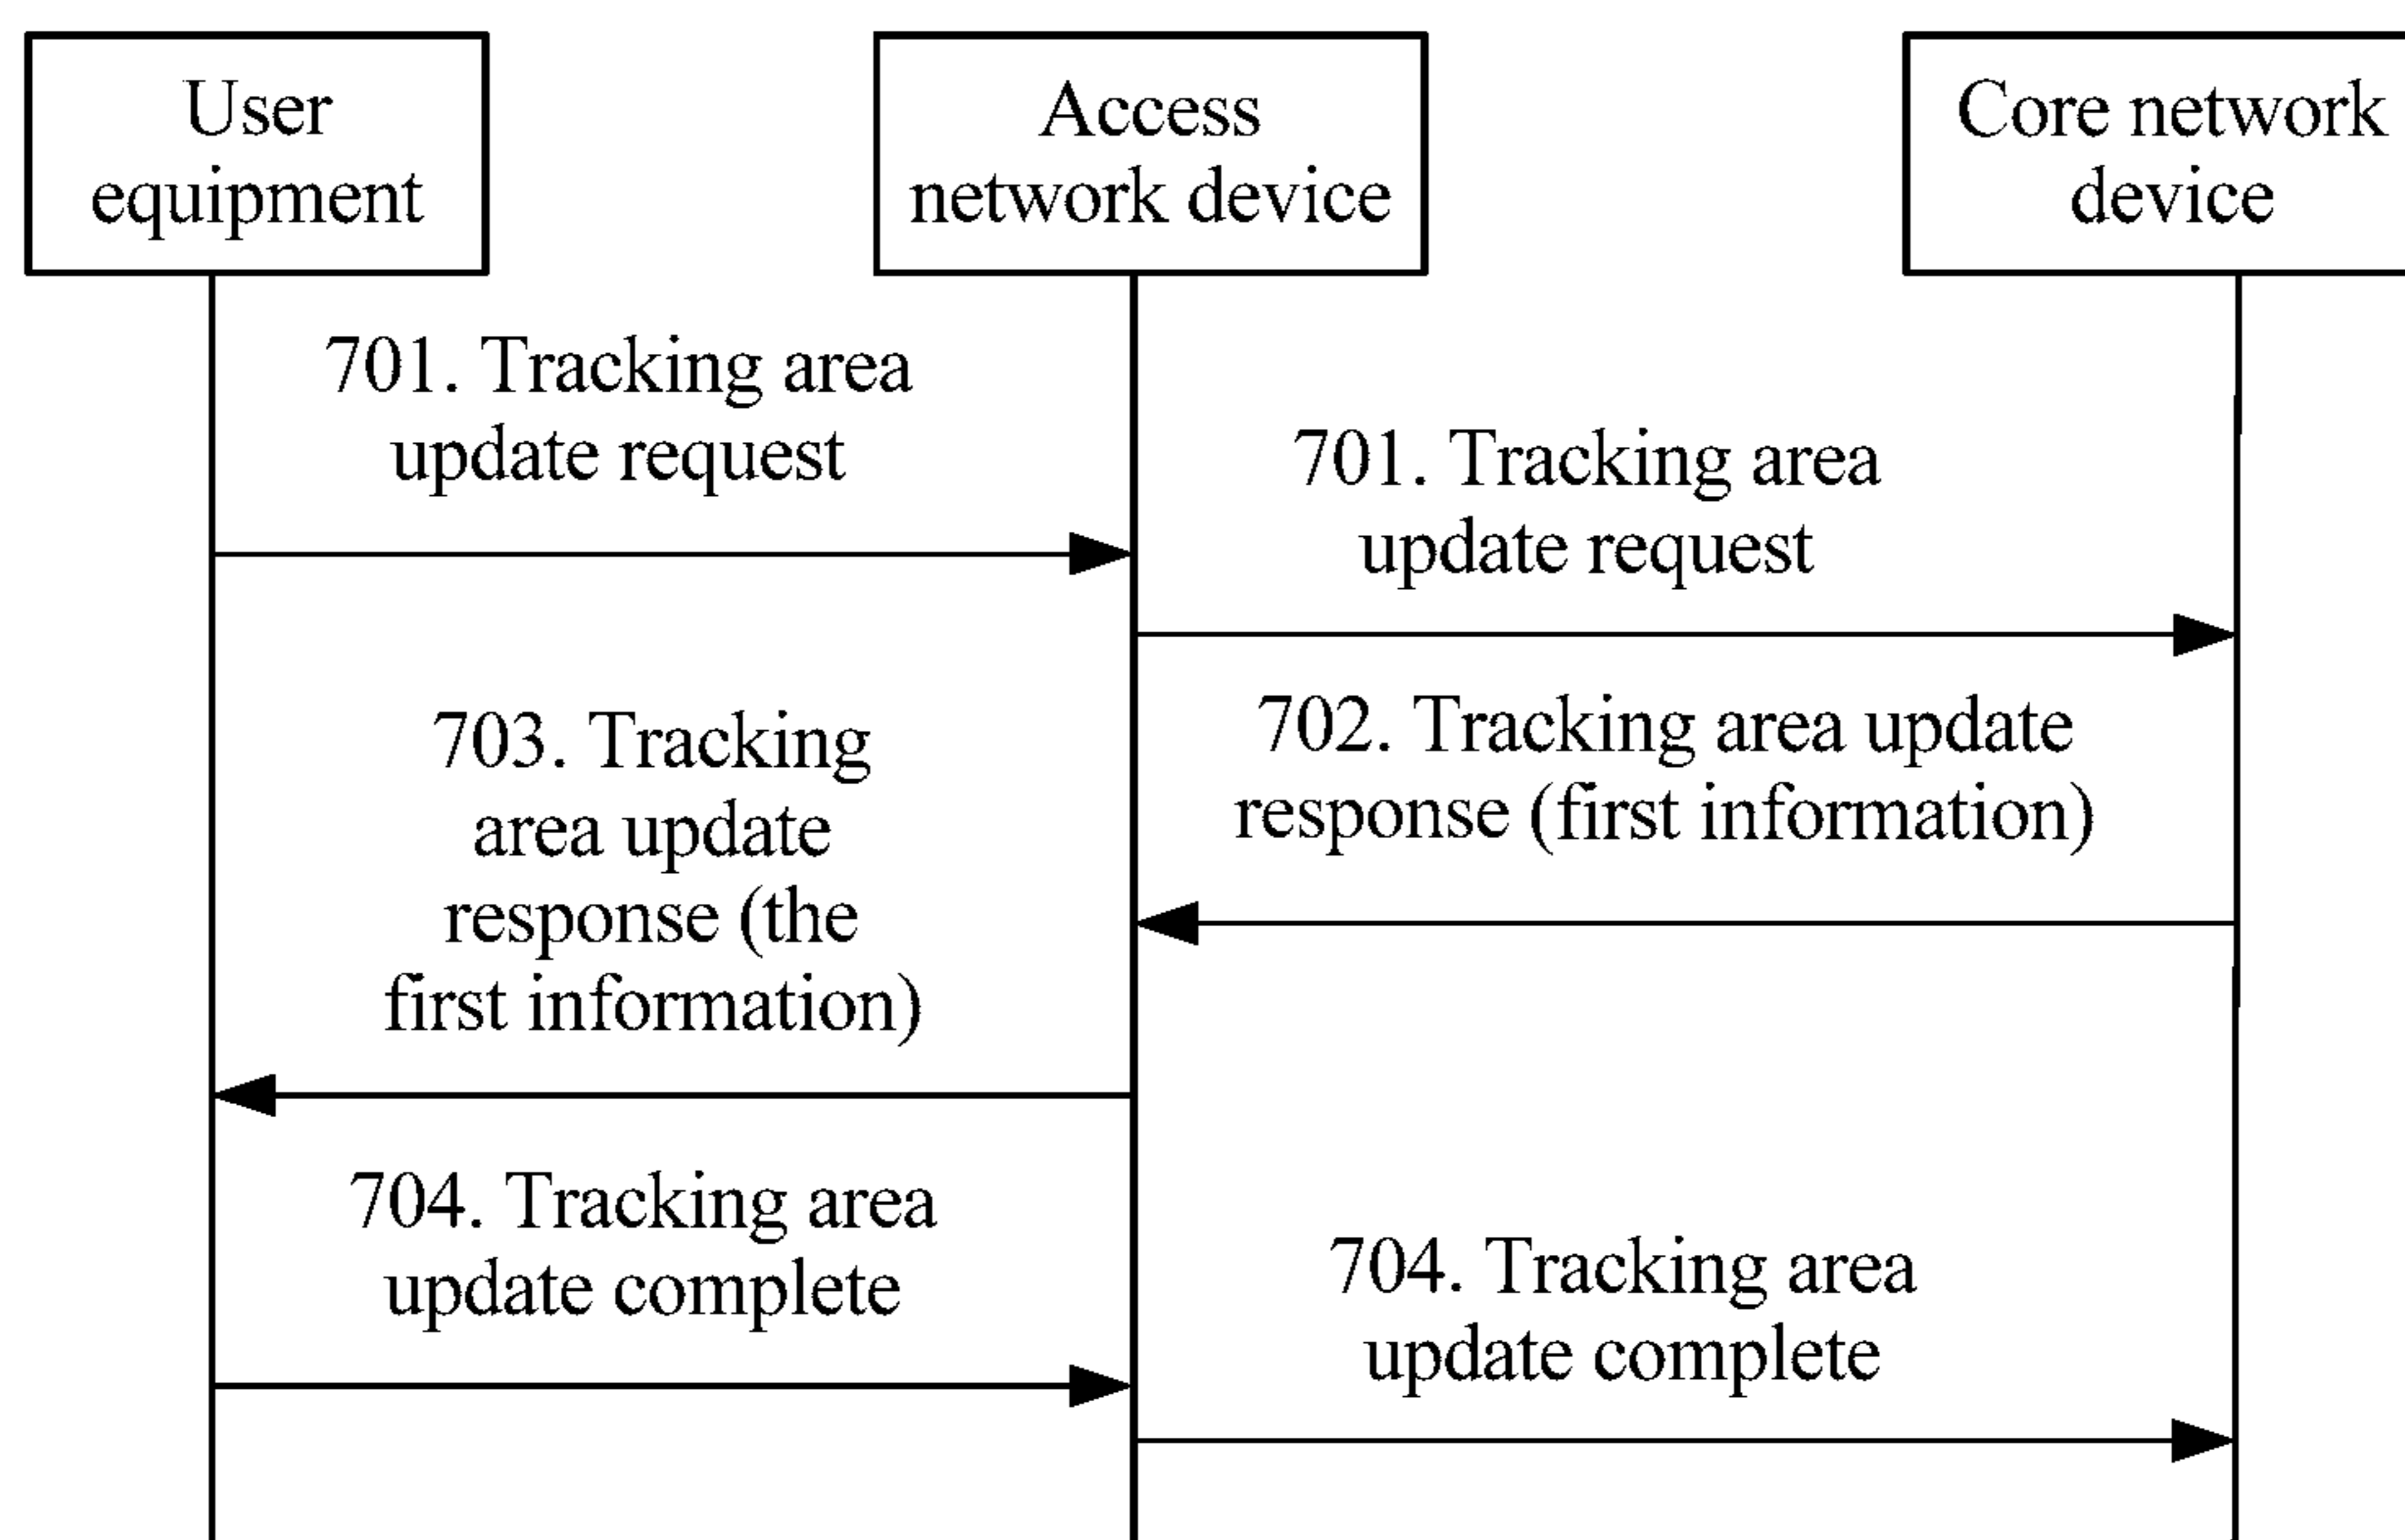 User
equipment
Access
network device
Core network
device
701. Tracking area
update request
701. Tracking area
update request
702. Tracking area update
response (first information)
703. Tracking
area update
response (the
first information)
704. Tracking area
update complete
704. Tracking area
update complete